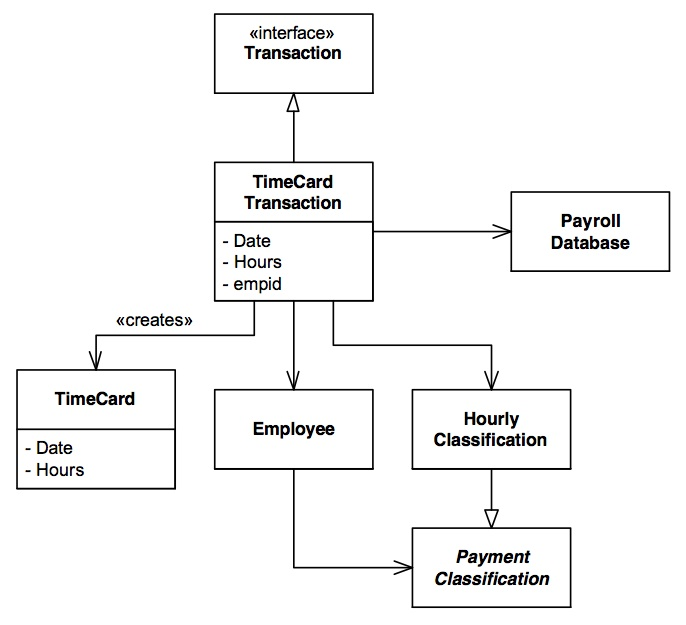 «interface»
Transaction
TimeCard
Transaction
- Date
- Hours
- empid
Payroll
Database
«creates»
TimeCard
- Date
- Hours
Employee
Hourly
Classification
Payment
Classification